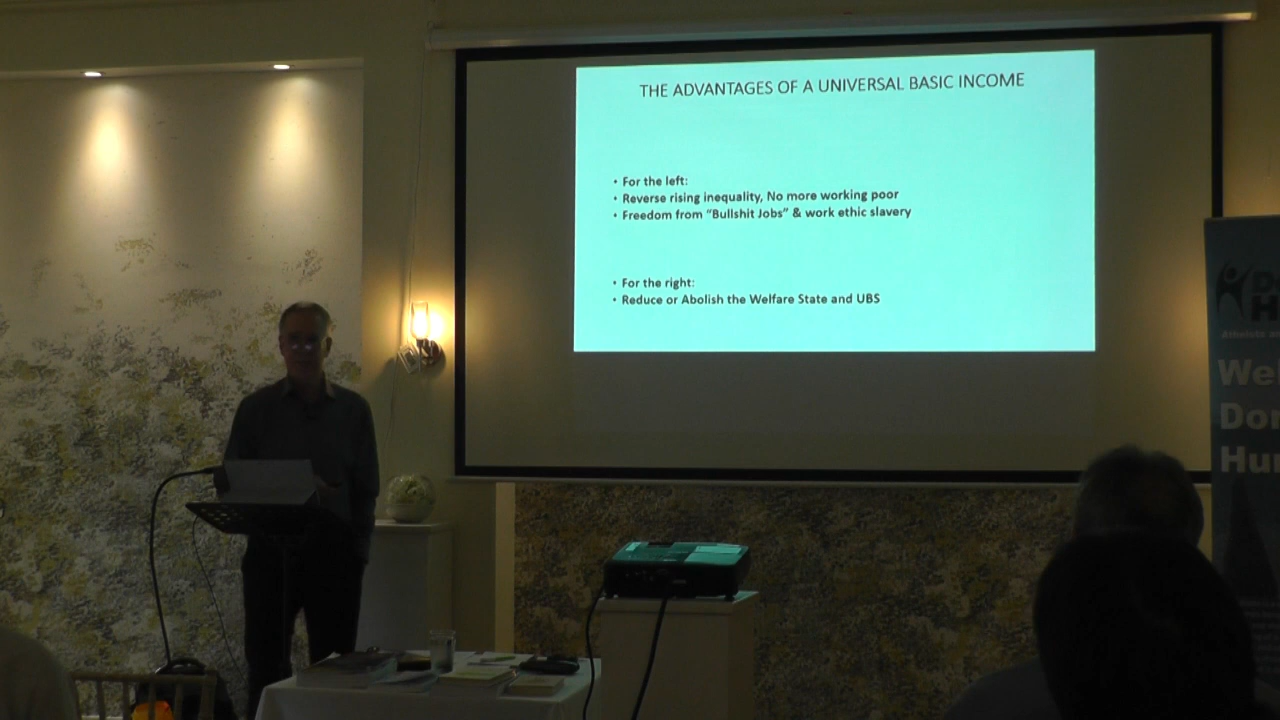 THE ADVANTAGES OF A UNIVERSAL BASIC INCOME
• For the left:
• Reverse rising inequality, No more working poor
• Freedom from “Bullshit Jobs” & work ethic slavery
• For the right:
• Reduce or Abolish the Welfare State and UBS